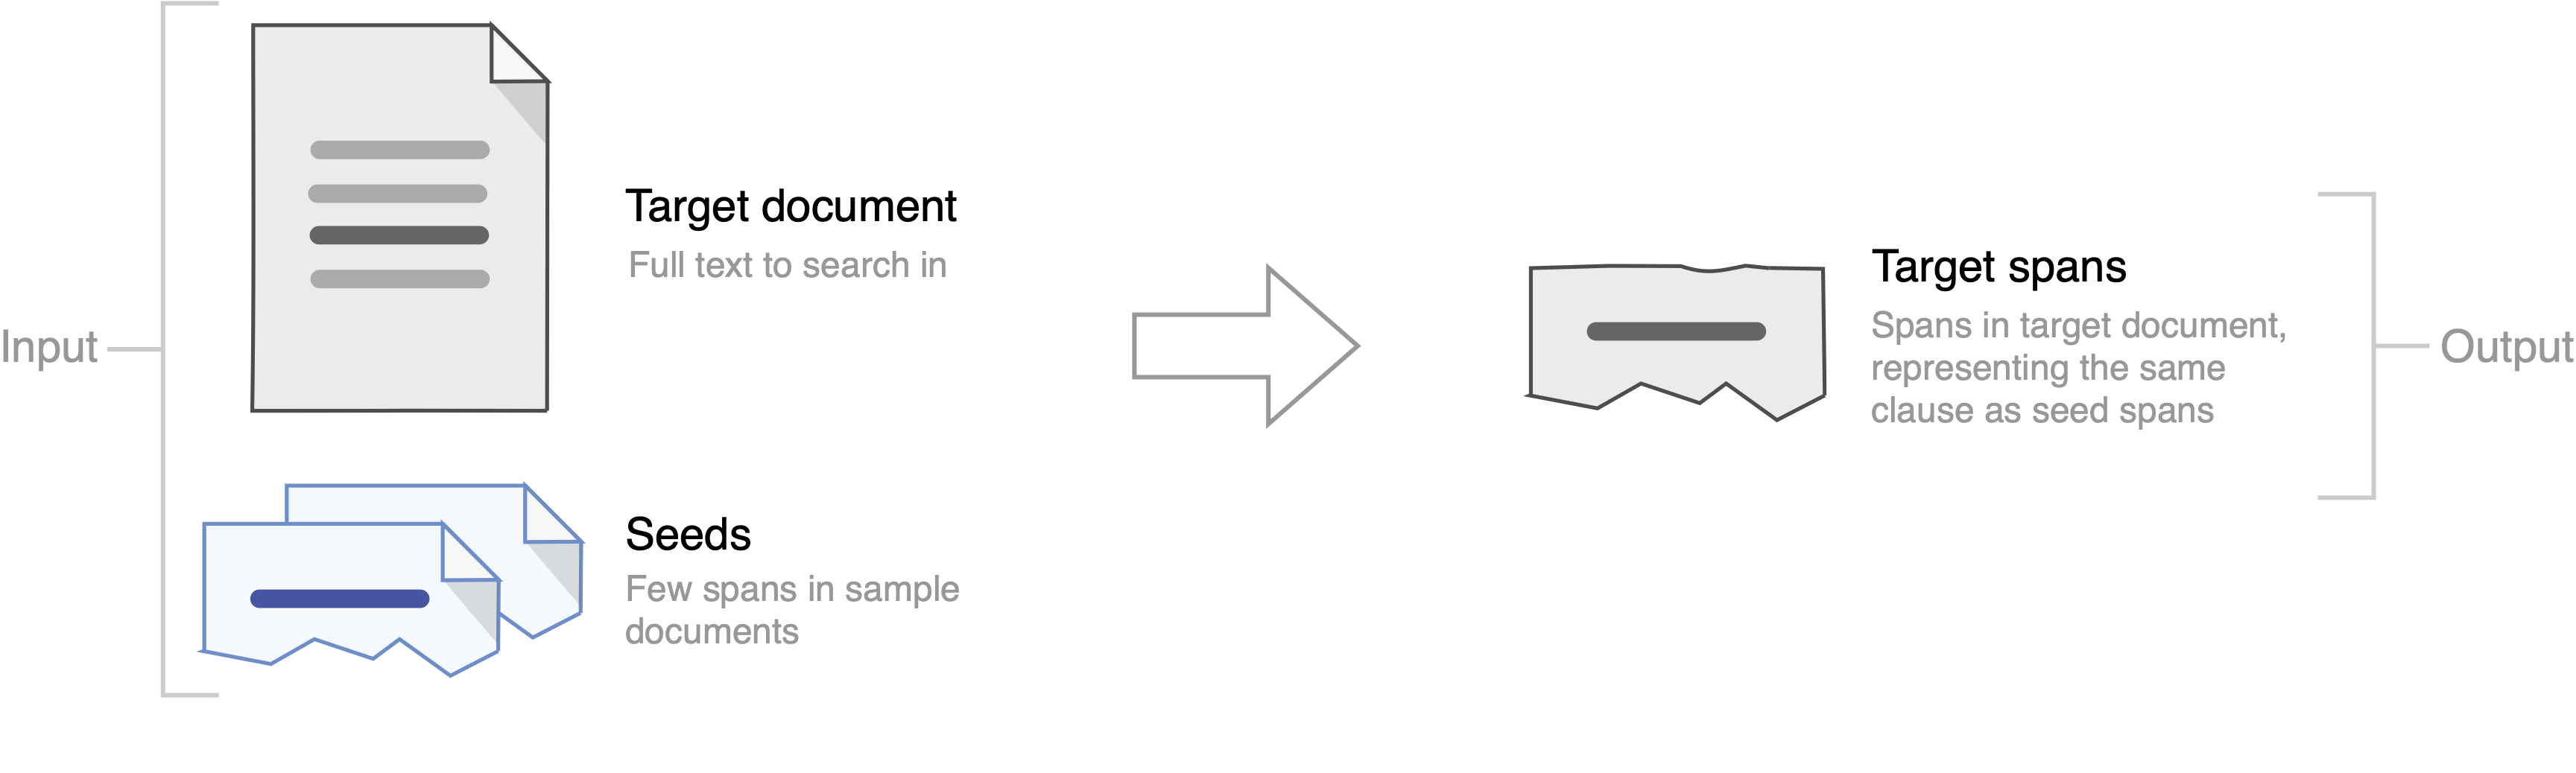 Input
Target document
Full text to search in
Seeds
Few spans in sample
documents
Target spans
Spans in target document,
representing the same
clause as seed spans
Output